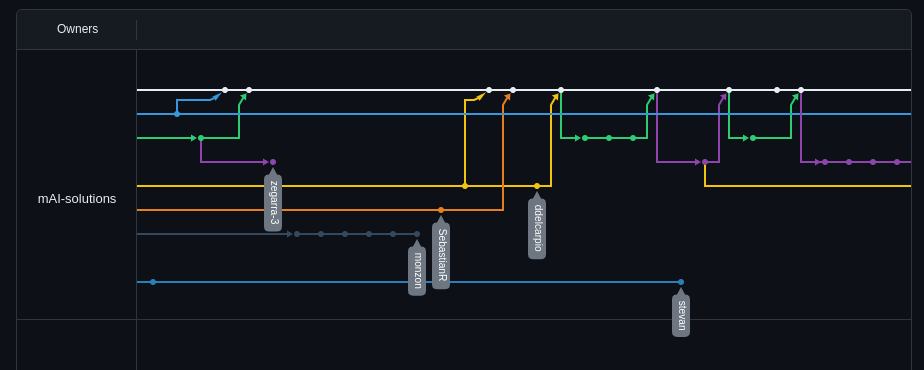 Owners
mAI-solutions
zegarra-3
monzon
SebastianR
ddelcarpio
stevan